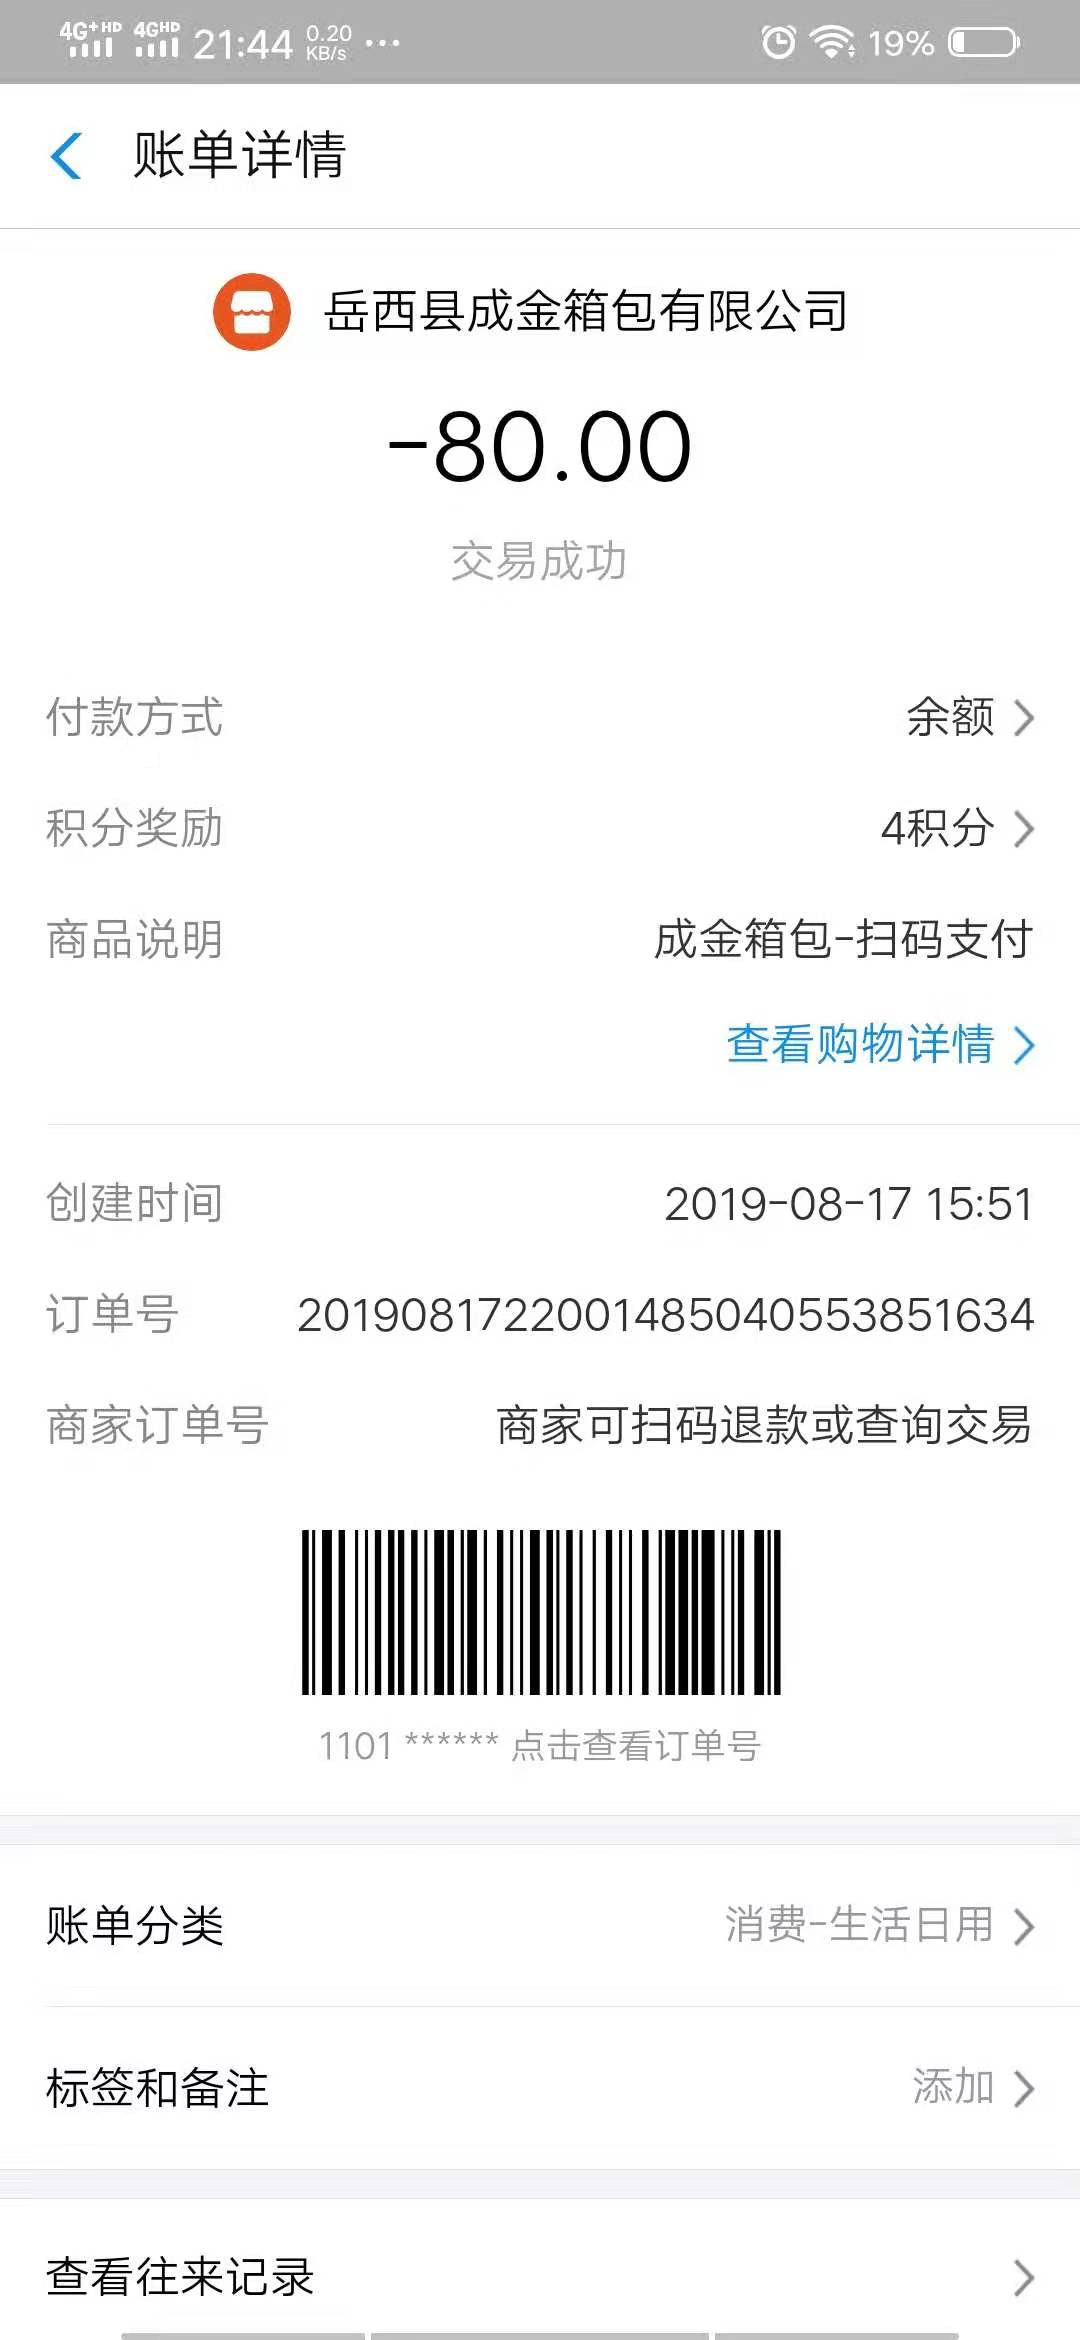 4G+HD 4GHD 21:44 0.20 KB/s ... 19%
账单详情
岳西县成金箱包有限公司
-80.00
交易成功
付款方式 余额
积分奖励 4积分
商品说明 成金箱包-扫码支付
查看购物详情
创建时间 2019-08-17 15:51
订单号 2019081722001485040553851634
商家订单号 商家可扫码退款或查询交易
1101 ****** 点击查看订单号
账单分类 消费-生活日用
标签和备注 添加
查看往来记录